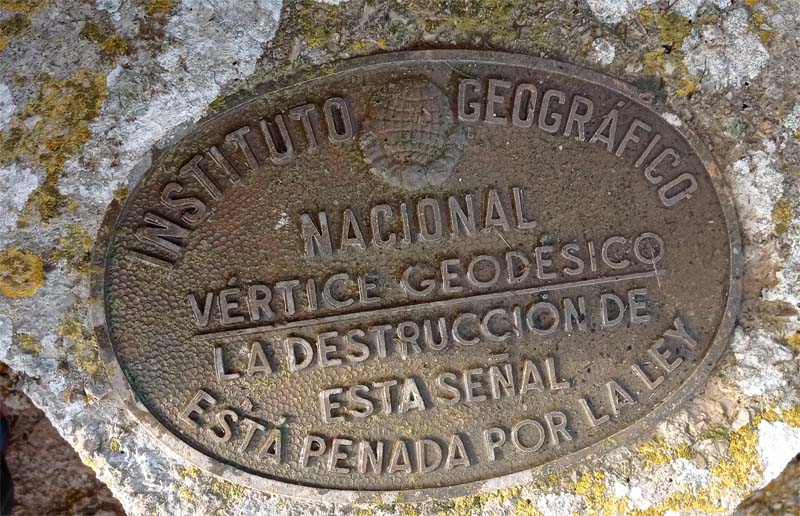 INSTITUTO GEOGRÁFICO
NACIONAL
VÉRTICE GEODÉSICO
LA DESTRUCCIÓN DE
ESTA SEÑAL
ESTÁ PENADA POR LA LEY